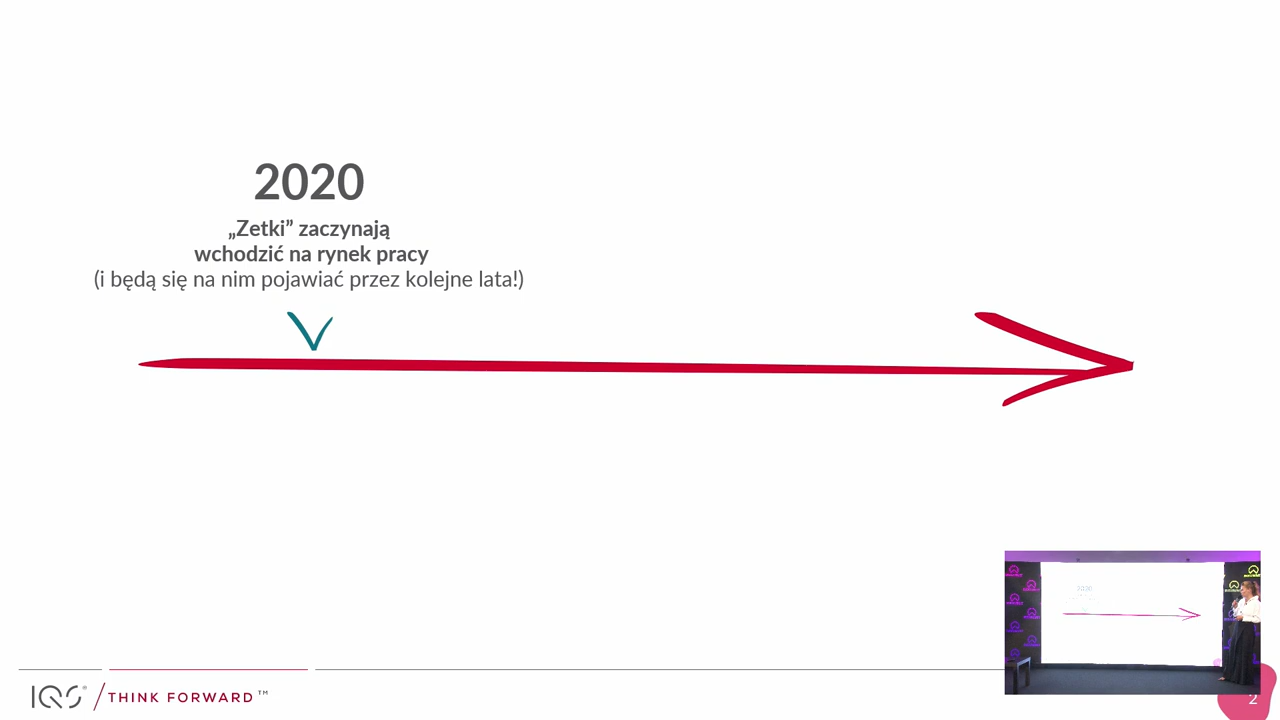 2020
„Zetki” zaczynają
wchodzić na rynek pracy
(i będą się na nim pojawiać przez kolejne lata!)
IQS® THINK FORWARD™
2